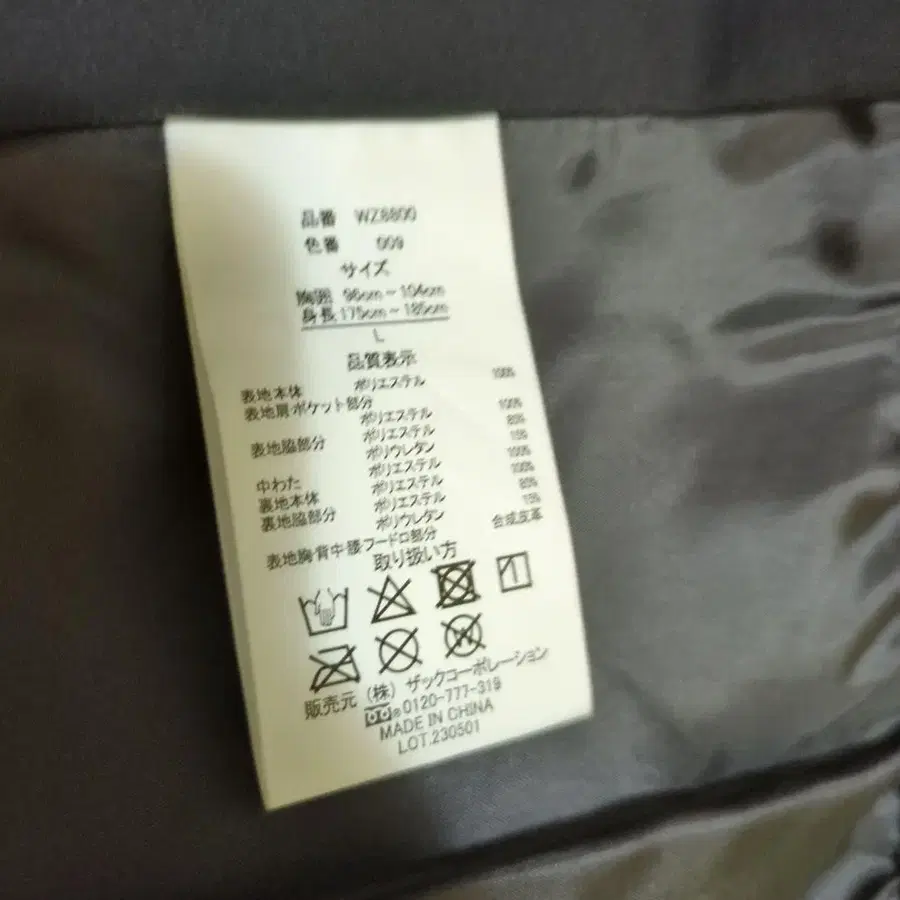 品番 WZ8800
色番 009
サイズ
胸囲 96cm~104cm
身長 175cm~185cm
L
品質表示
表地本体 ポリエステル 100%
表地肩・ポケット部分
ポリエステル 100%
表地脇部分 ポリエステル 85%
ポリウレタン 15%
中わた ポリエステル 100%
裏地本体 ポリエステル 100%
裏地脇部分 ポリエステル 85%
ポリウレタン 15%
表地胸・背中・腰・フードロ部分 合成皮革
取り扱い方
販売元 (株) ザックコーポレーション
0120-777-319
MADE IN CHINA
LOT.230501